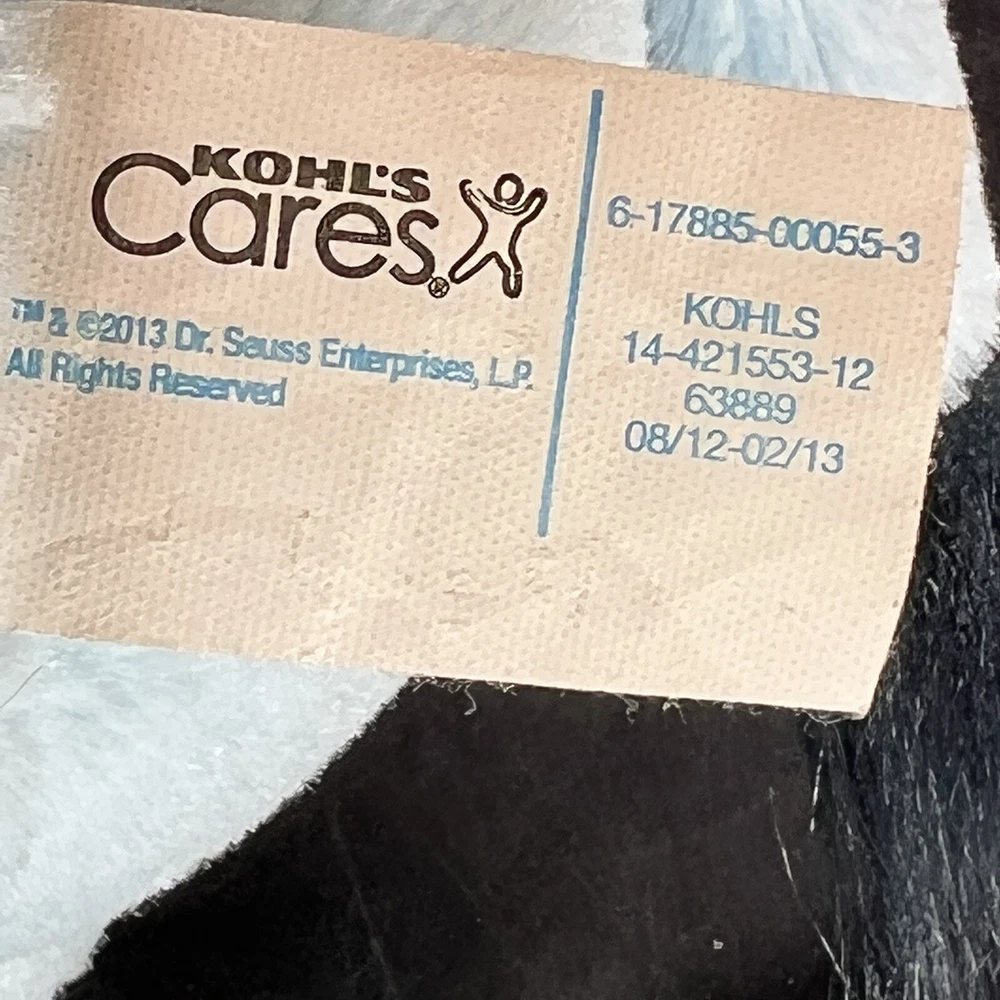 KOHL'S
Cares®
™ & ©2013 Dr. Seuss Enterprises, L.P.
All Rights Reserved
6-17885-00055-3
KOHLS
14-421553-12
63889
08/12-02/13